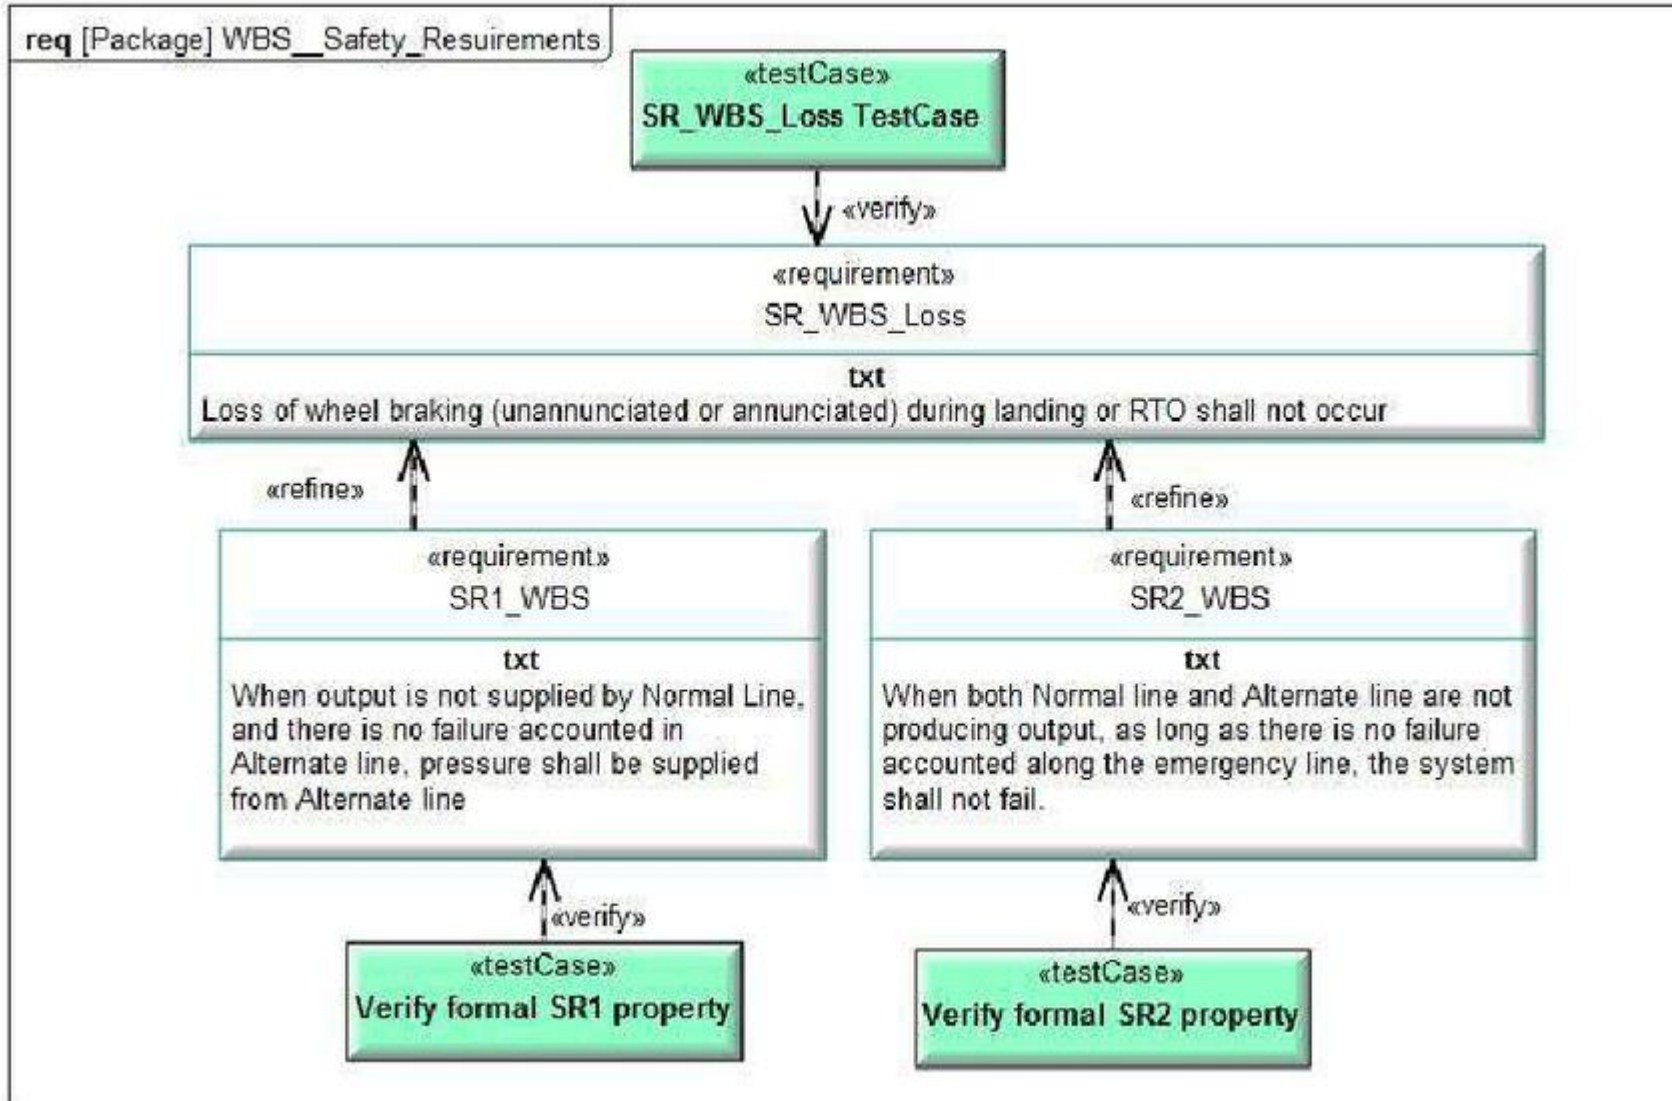 req [Package] WBS__Safety_Resuirements
«testCase»
SR_WBS_Loss TestCase
«verify»
«requirement»
SR_WBS_Loss
txt
Loss of wheel braking (unannunciated or annunciated) during landing or RTO shall not occur
«refine»
«refine»
«requirement»
SR1_WBS
txt
When output is not supplied by Normal Line,
and there is no failure accounted in
Alternate line, pressure shall be supplied
from Alternate line
«requirement»
SR2_WBS
txt
When both Normal line and Alternate line are not
producing output, as long as there is no failure
accounted along the emergency line, the system
shall not fail.
«verify»
«verify»
«testCase»
Verify formal SR1 property
«testCase»
Verify formal SR2 property